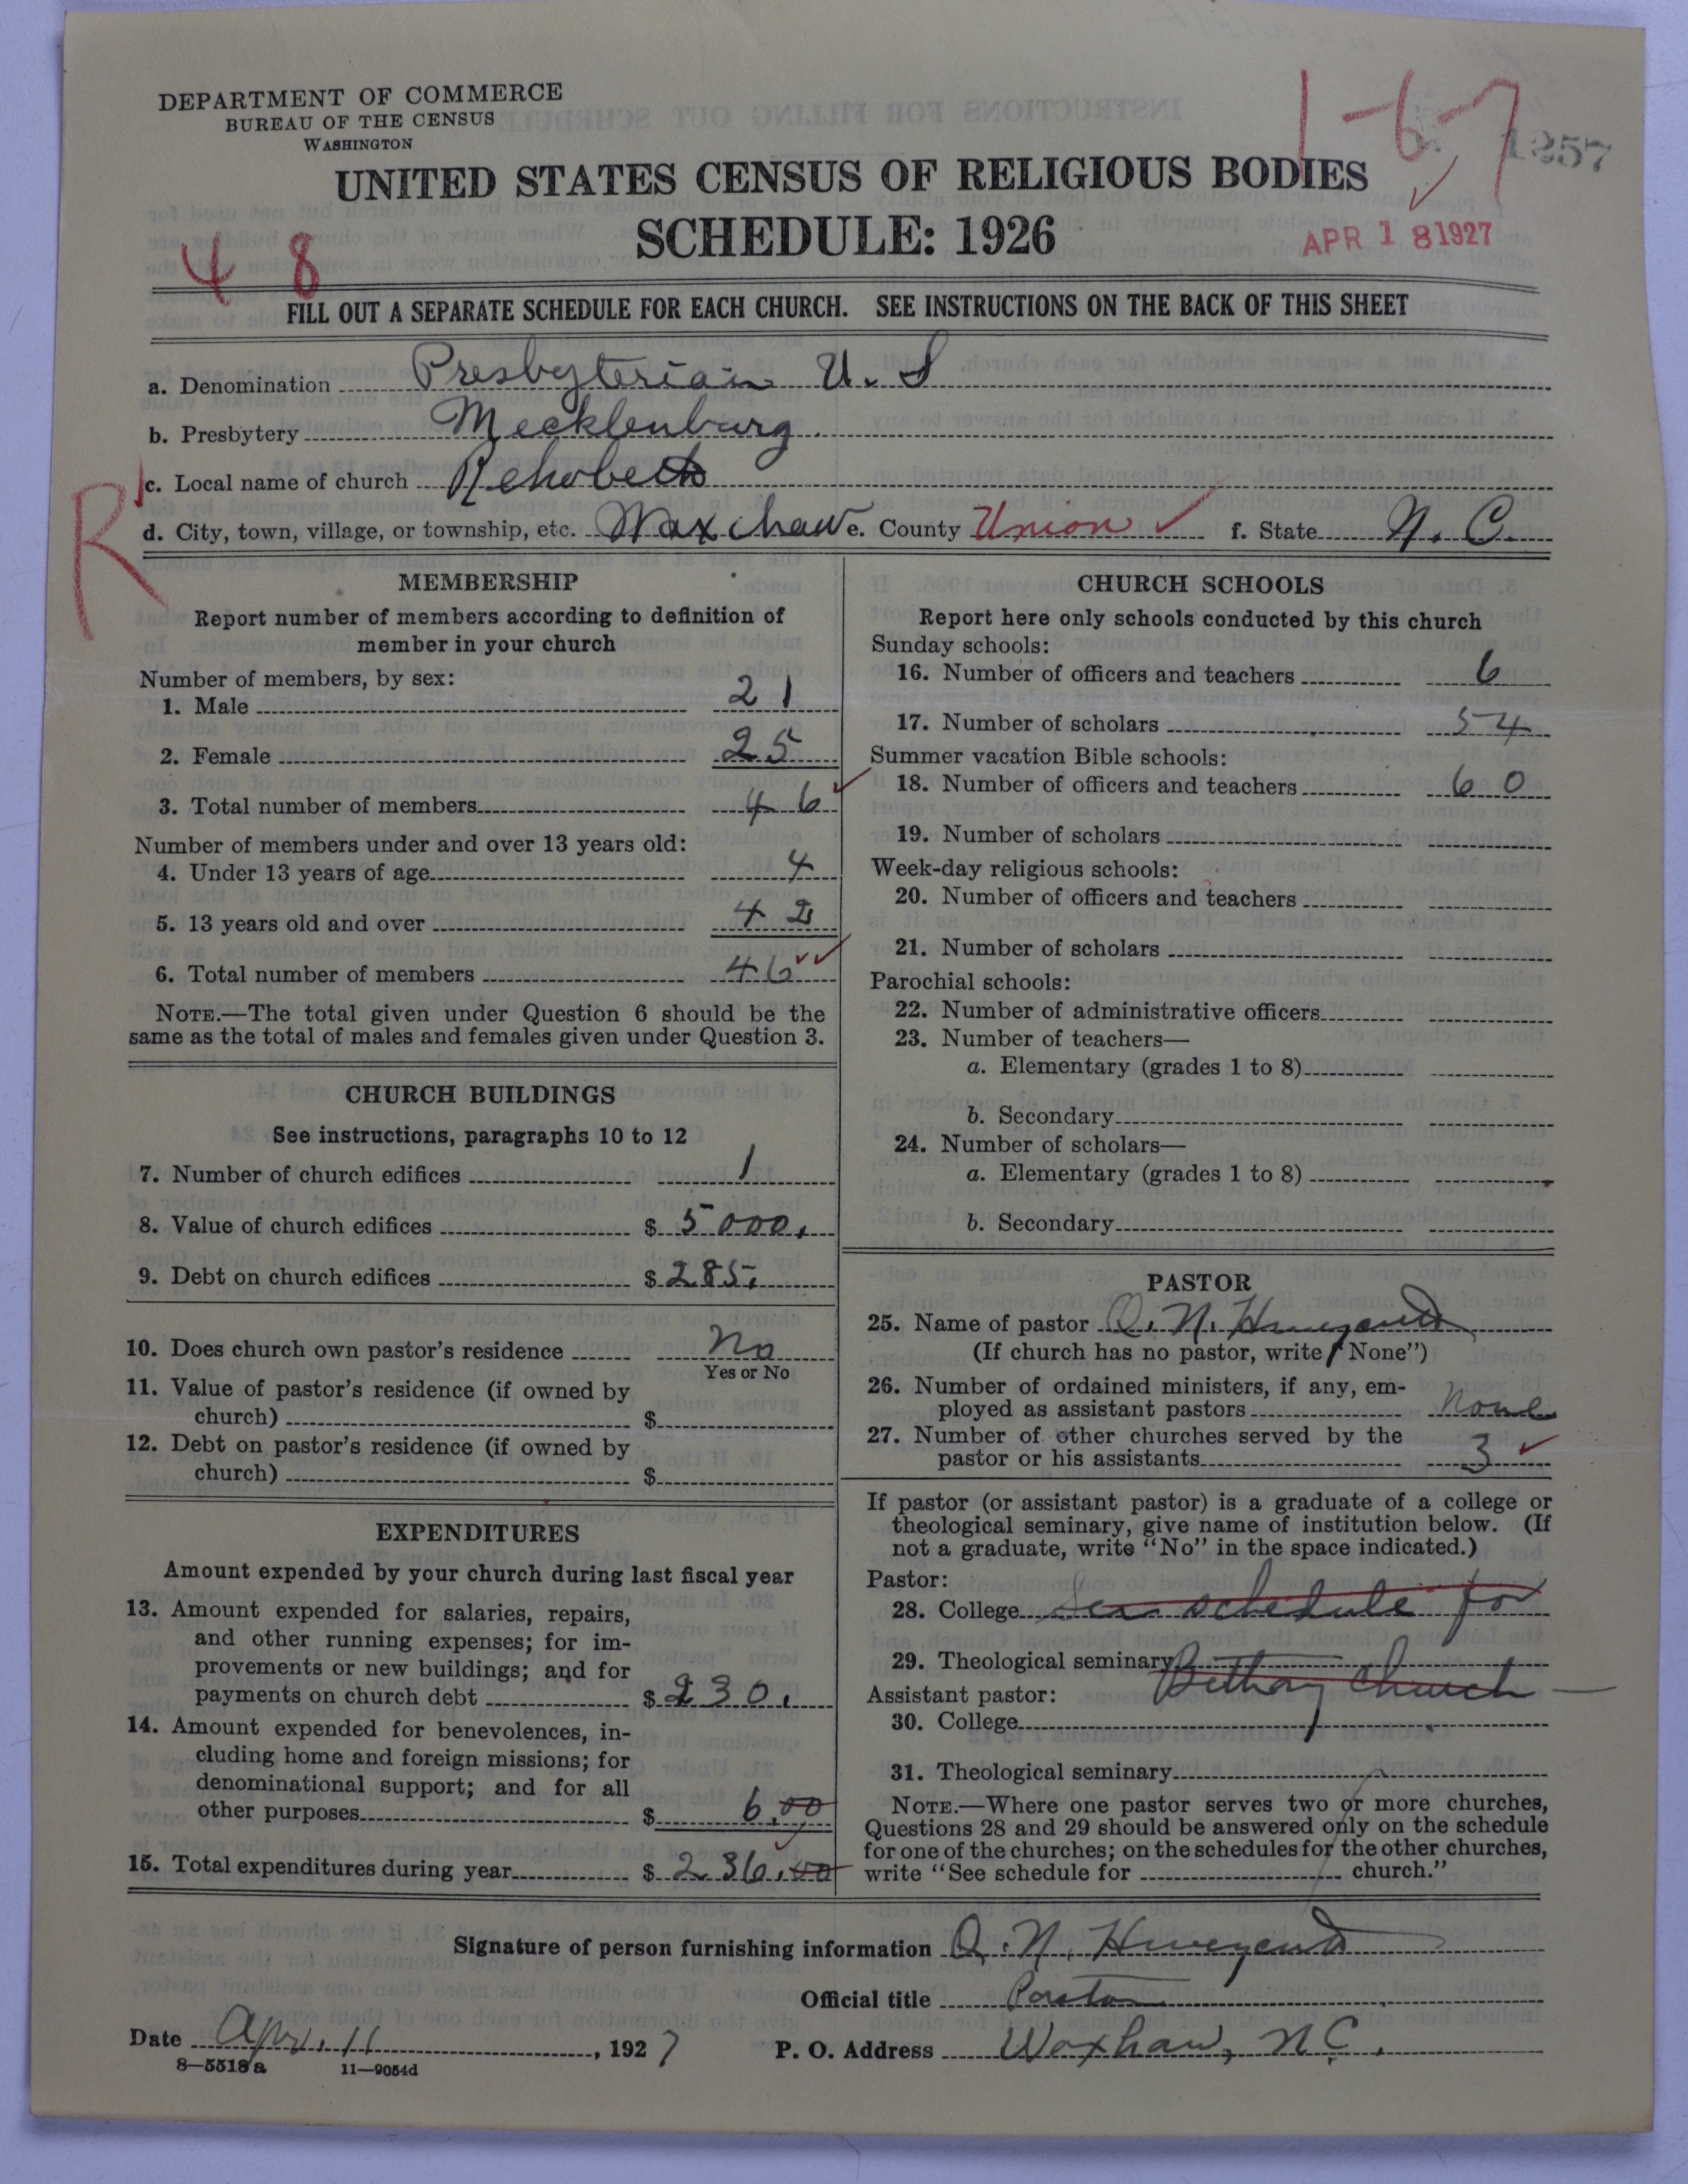 DEPARTMENT OF COMMERCE
BUREAU OF THE CENSUS
WASHINGTON
1-6-7
1257
UNITED STATES CENSUS OF RELIGIOUS BODIES
SCHEDULE: 1926
APR 18 1927
4 8
FILL OUT A SEPARATE SCHEDULE FOR EACH CHURCH. SEE INSTRUCTIONS ON THE BACK OF THIS SHEET
a. Denomination Presbyterian U. S
b. Presbytery Mecklenburg
R
c. Local name of church Rehobeth
d. City, town, village, or township, etc. Waxhaw e. County Union f. State N. C.
MEMBERSHIP
Report number of members according to definition of
member in your church
Number of members, by sex:
1. Male 21
2. Female 25
3. Total number of members 46
Number of members under and over 13 years old:
4. Under 13 years of age 4
5. 13 years old and over 42
6. Total number of members 46
NOTE.—The total given under Question 6 should be the
same as the total of males and females given under Question 3.
CHURCH BUILDINGS
See instructions, paragraphs 10 to 12
7. Number of church edifices 1
8. Value of church edifices $ 5000.
9. Debt on church edifices $ 285.
10. Does church own pastor's residence No
Yes or No
11. Value of pastor's residence (if owned by
church) $
12. Debt on pastor's residence (if owned by
church) $
EXPENDITURES
Amount expended by your church during last fiscal year
13. Amount expended for salaries, repairs,
and other running expenses; for im-
provements or new buildings; and for
payments on church debt $ 230.
14. Amount expended for benevolences, in-
cluding home and foreign missions; for
denominational support; and for all
other purposes $ 6.00
15. Total expenditures during year $ 236.00
CHURCH SCHOOLS
Report here only schools conducted by this church
Sunday schools:
16. Number of officers and teachers 6
17. Number of scholars 54
Summer vacation Bible schools:
18. Number of officers and teachers 60
19. Number of scholars
Week-day religious schools:
20. Number of officers and teachers
21. Number of scholars
Parochial schools:
22. Number of administrative officers
23. Number of teachers—
a. Elementary (grades 1 to 8)
b. Secondary
24. Number of scholars—
a. Elementary (grades 1 to 8)
b. Secondary
PASTOR
25. Name of pastor
(If church has no pastor, write "None")
26. Number of ordained ministers, if any, em-
ployed as assistant pastors None
27. Number of other churches served by the
pastor or his assistants 3
If pastor (or assistant pastor) is a graduate of a college or
theological seminary, give name of institution below. (If
not a graduate, write "No" in the space indicated.)
Pastor:
28. College See schedule for
29. Theological seminary Bethany Church
Assistant pastor:
30. College
31. Theological seminary
NOTE.—Where one pastor serves two or more churches,
Questions 28 and 29 should be answered only on the schedule
for one of the churches; on the schedules for the other churches,
write "See schedule for church."
Signature of person furnishing information
Official title Pastor
Date Apr. 11, 1927 P. O. Address Waxhaw, N.C.
8—5518 a 11—9054d